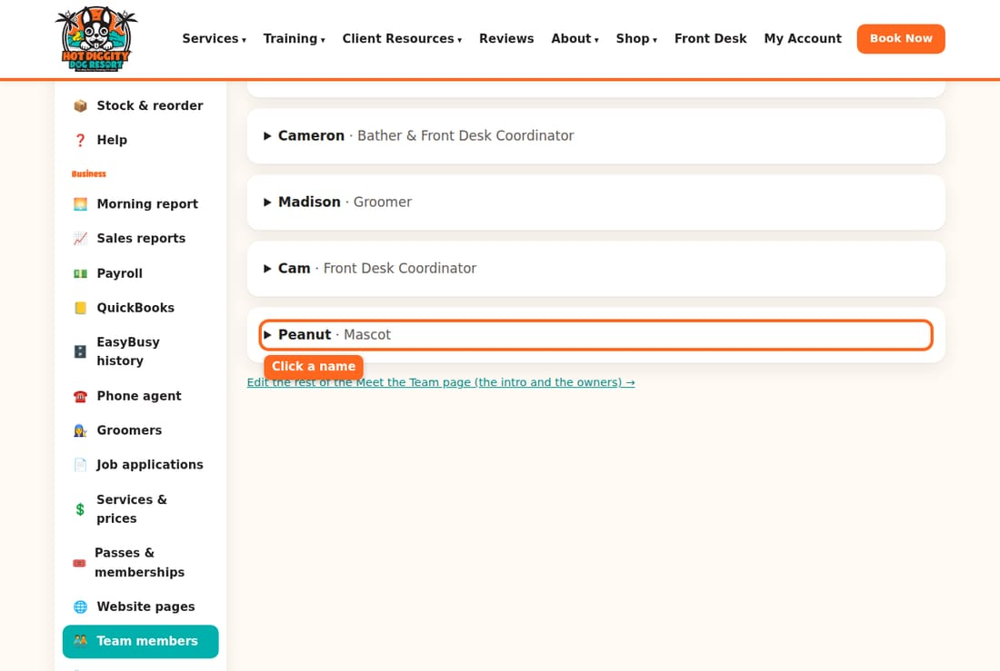 HOT DIGGITY
DOG RESORT
Services ▾
Training ▾
Client Resources ▾
Reviews
About ▾
Shop ▾
Front Desk
My Account
Book Now
Stock & reorder
Help
Business
Morning report
Sales reports
Payroll
QuickBooks
EasyBusy
history
Phone agent
Groomers
Job applications
Services &
prices
Passes &
memberships
Website pages
Team members
▶ Cameron · Bather & Front Desk Coordinator
▶ Madison · Groomer
▶ Cam · Front Desk Coordinator
▶ Peanut · Mascot
Click a name
Edit the rest of the Meet the Team page (the intro and the owners) →